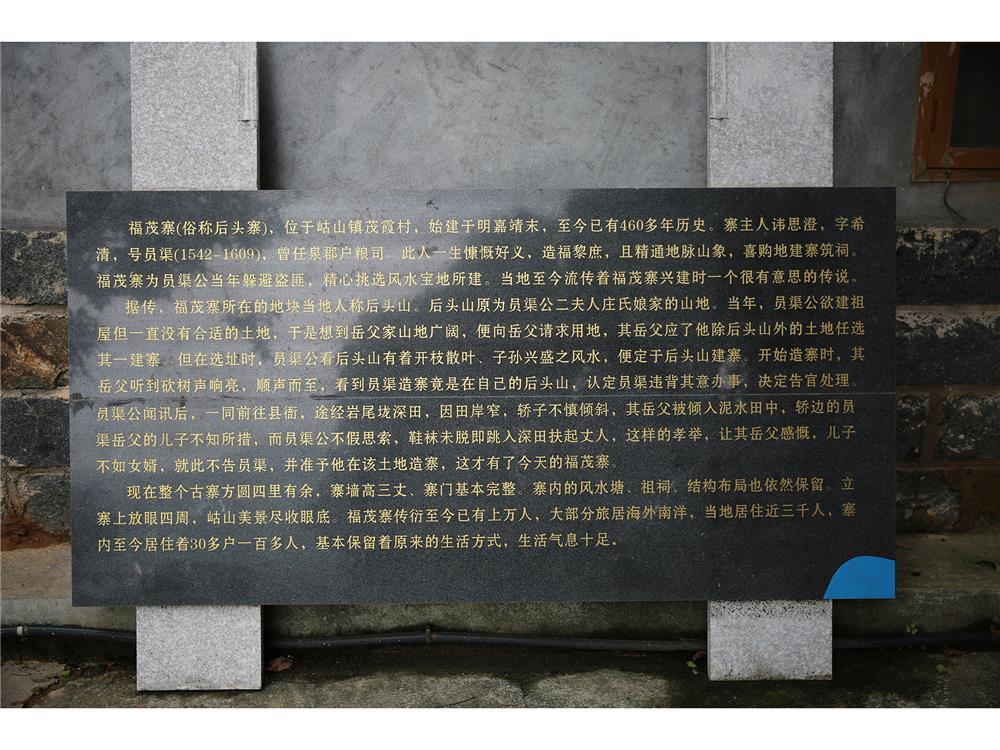 福茂寨(俗称后头寨)，位于岵山镇茂霞村，始建于明嘉靖末，至今已有460多年历史。寨主人讳思澄，字希
清，号员渠(1542-1609)，曾任泉郡户粮司。此人一生慷慨好义，造福黎庶，且精通地脉山象，喜购地建寨筑祠。
福茂寨为员渠公当年躲避盗匪，精心挑选风水宝地所建。当地至今流传着福茂寨兴建时一个很有意思的传说。
据传，福茂寨所在的地块当地人称后头山。后头山原为员渠公二夫人庄氏娘家的山地。当年，员渠公欲建祖
屋但一直没有合适的土地，于是想到岳父家山地广阔，便向岳父请求用地，其岳父应了他除后头山外的土地任选
其一建寨。但在选址时，员渠公看后头山有着开枝散叶、子孙兴盛之风水，便定于后头山建寨。开始造寨时，其
岳父听到砍树声响亮，顺声而至，看到员渠造寨竟是在自己的后头山，认定员渠违背其意办事，决定告官处理。
员渠公闻讯后，一同前往县衙，途经岩尾垅深田，因田岸窄，轿子不慎倾斜，其岳父被倾入泥水田中，轿边的员
渠岳父的儿子不知所措，而员渠公不假思索，鞋袜未脱即跳入深田扶起丈人，这样的孝举，让其岳父感慨，儿子
不如女婿，就此不告员渠，并准于他在该土地造寨，这才有了今天的福茂寨。
现在整个古寨方圆四里有余，寨墙高三丈、寨门基本完整。寨内的风水塘、祖祠、结构布局也依然保留。立
寨上放眼四周，岵山美景尽收眼底。福茂寨传衍至今已有上万人，大部分旅居海外南洋，当地居住近三千人，寨
内至今居住着30多户一百多人，基本保留着原来的生活方式，生活气息十足。